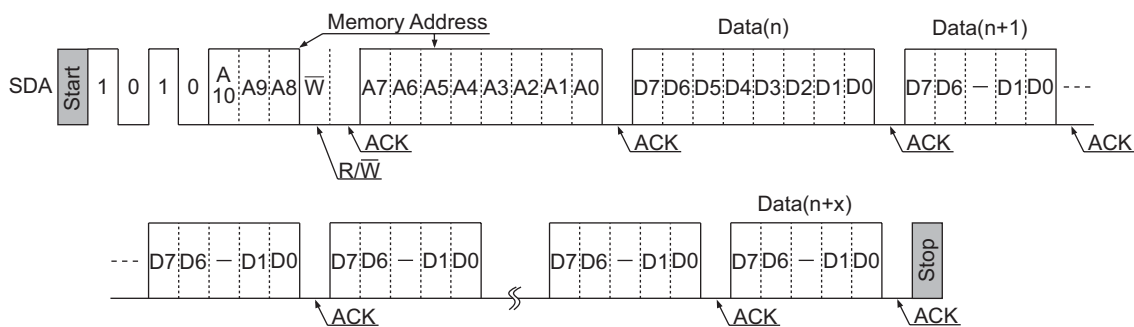 Memory Address
Data(n)
Data(n+1)
SDA Start 1 0 1 0 A10 A9 A8 W̅ A7 A6 A5 A4 A3 A2 A1 A0 D7 D6 D5 D4 D3 D2 D1 D0 D7 D6 — D1 D0
ACK ACK ACK ACK
R/W̅
Data(n+x)
D7 D6 — D1 D0 D7 D6 — D1 D0 D7 D6 — D1 D0 D7 D6 — D1 D0 Stop
ACK ACK ACK